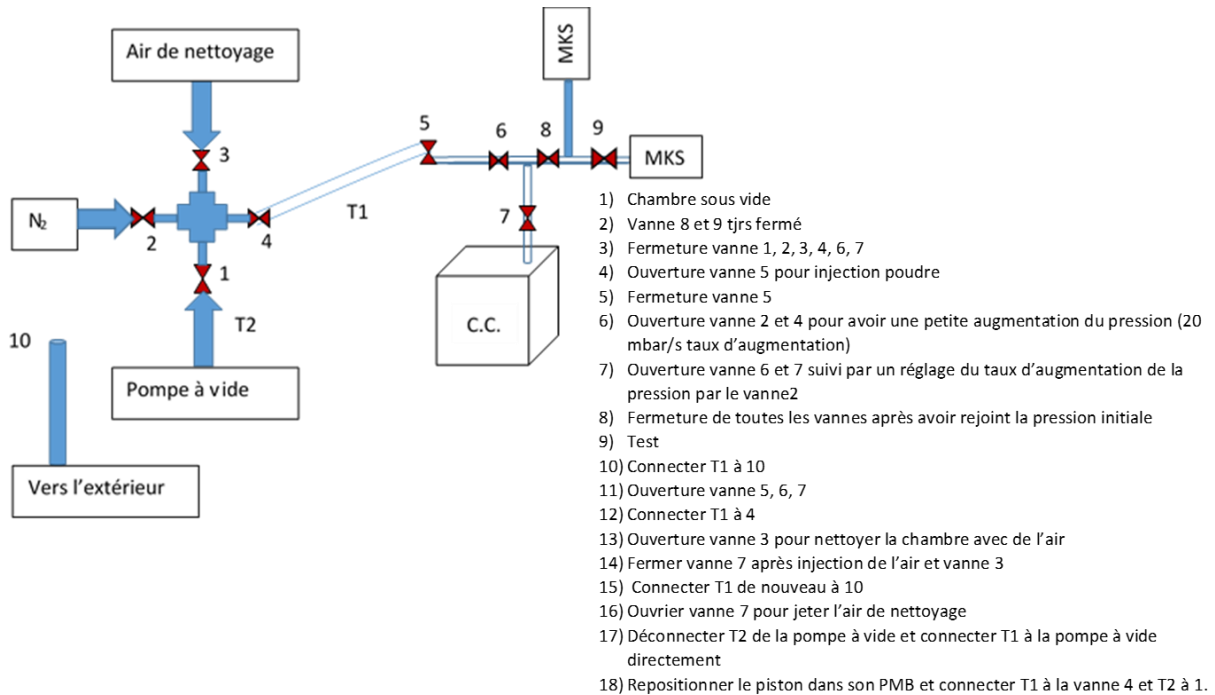 Air de nettoyage
MKS
3
5
6
8
9
MKS
N₂
2
4
T1
7
1
T2
C.C.
10
Pompe à vide
Vers l'extérieur
1) Chambre sous vide
2) Vanne 8 et 9 tjrs fermé
3) Fermeture vanne 1, 2, 3, 4, 6, 7
4) Ouverture vanne 5 pour injection poudre
5) Fermeture vanne 5
6) Ouverture vanne 2 et 4 pour avoir une petite augmentation du pression (20
mbar/s taux d'augmentation)
7) Ouverture vanne 6 et 7 suivi par un réglage du taux d'augmentation de la
pression par le vanne2
8) Fermeture de toutes les vannes après avoir rejoint la pression initiale
9) Test
10) Connecter T1 à 10
11) Ouverture vanne 5, 6, 7
12) Connecter T1 à 4
13) Ouverture vanne 3 pour nettoyer la chambre avec de l'air
14) Fermer vanne 7 après injection de l'air et vanne 3
15) Connecter T1 de nouveau à 10
16) Ouvrier vanne 7 pour jeter l'air de nettoyage
17) Déconnecter T2 de la pompe à vide et connecter T1 à la pompe à vide
directement
18) Repositionner le piston dans son PMB et connecter T1 à la vanne 4 et T2 à 1.